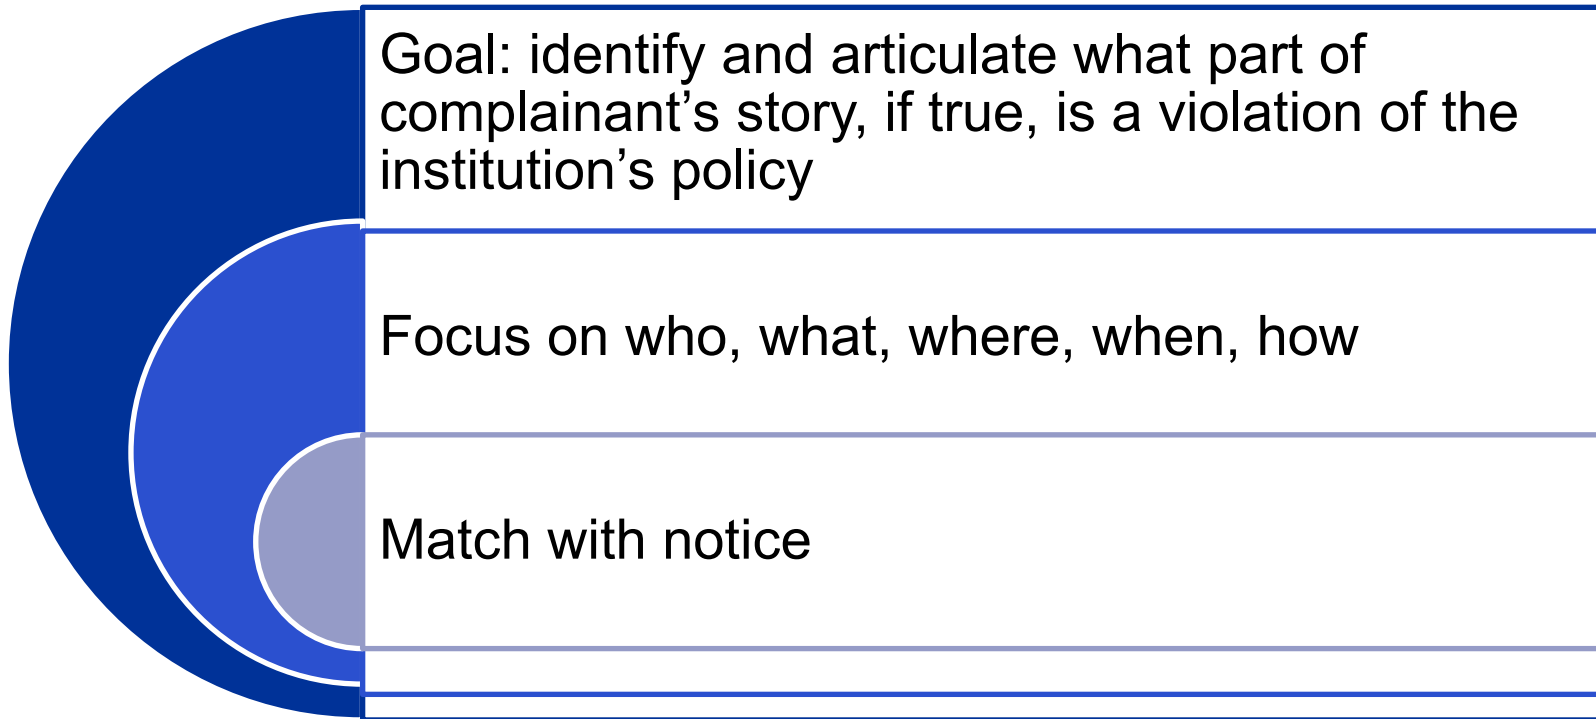 Goal: identify and articulate what part of
complainant’s story, if true, is a violation of the
institution’s policy
Focus on who, what, where, when, how
Match with notice